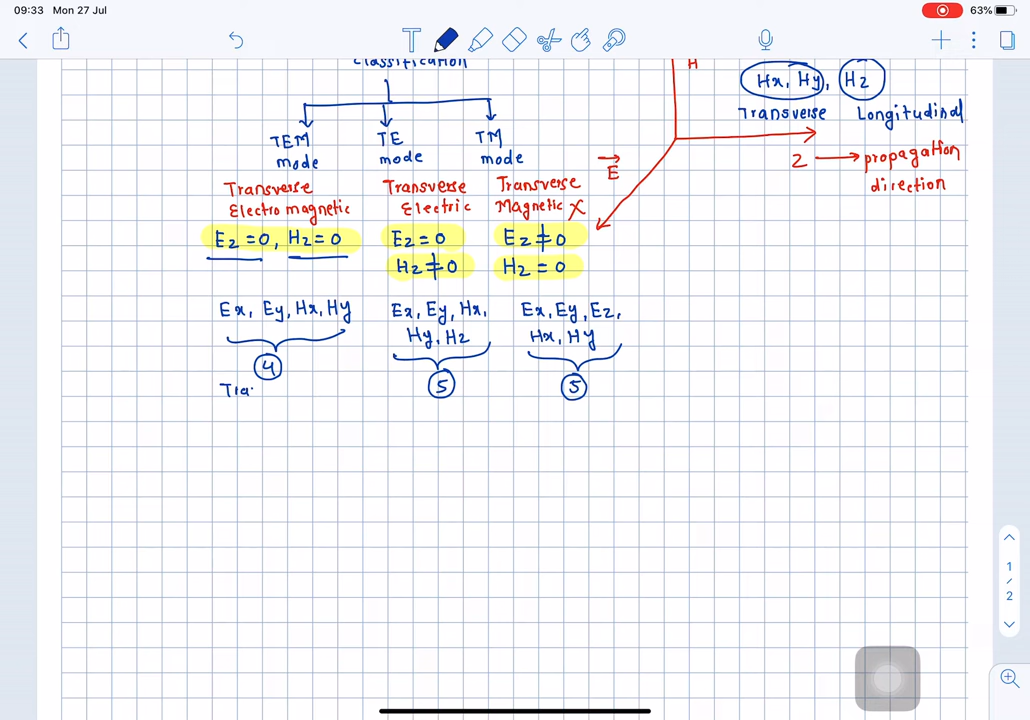 09:33 Mon 27 Jul
63%
T
Classification
H
Hx, Hy, Hz
Transverse Longitudinal
TEM mode
TE mode
TM mode
E
z → propagation
direction
Transverse
Electromagnetic
Transverse
Electric
Transverse
Magnetic
X
Ez = 0, Hz = 0
Ez = 0
Hz ≠ 0
Ez ≠ 0
Hz = 0
Ex, Ey, Hx, Hy
Ex, Ey, Hx,
Hy, Hz
Ex, Ey, Ez,
Hx, Hy
4
5
5
Tra
1
/
2